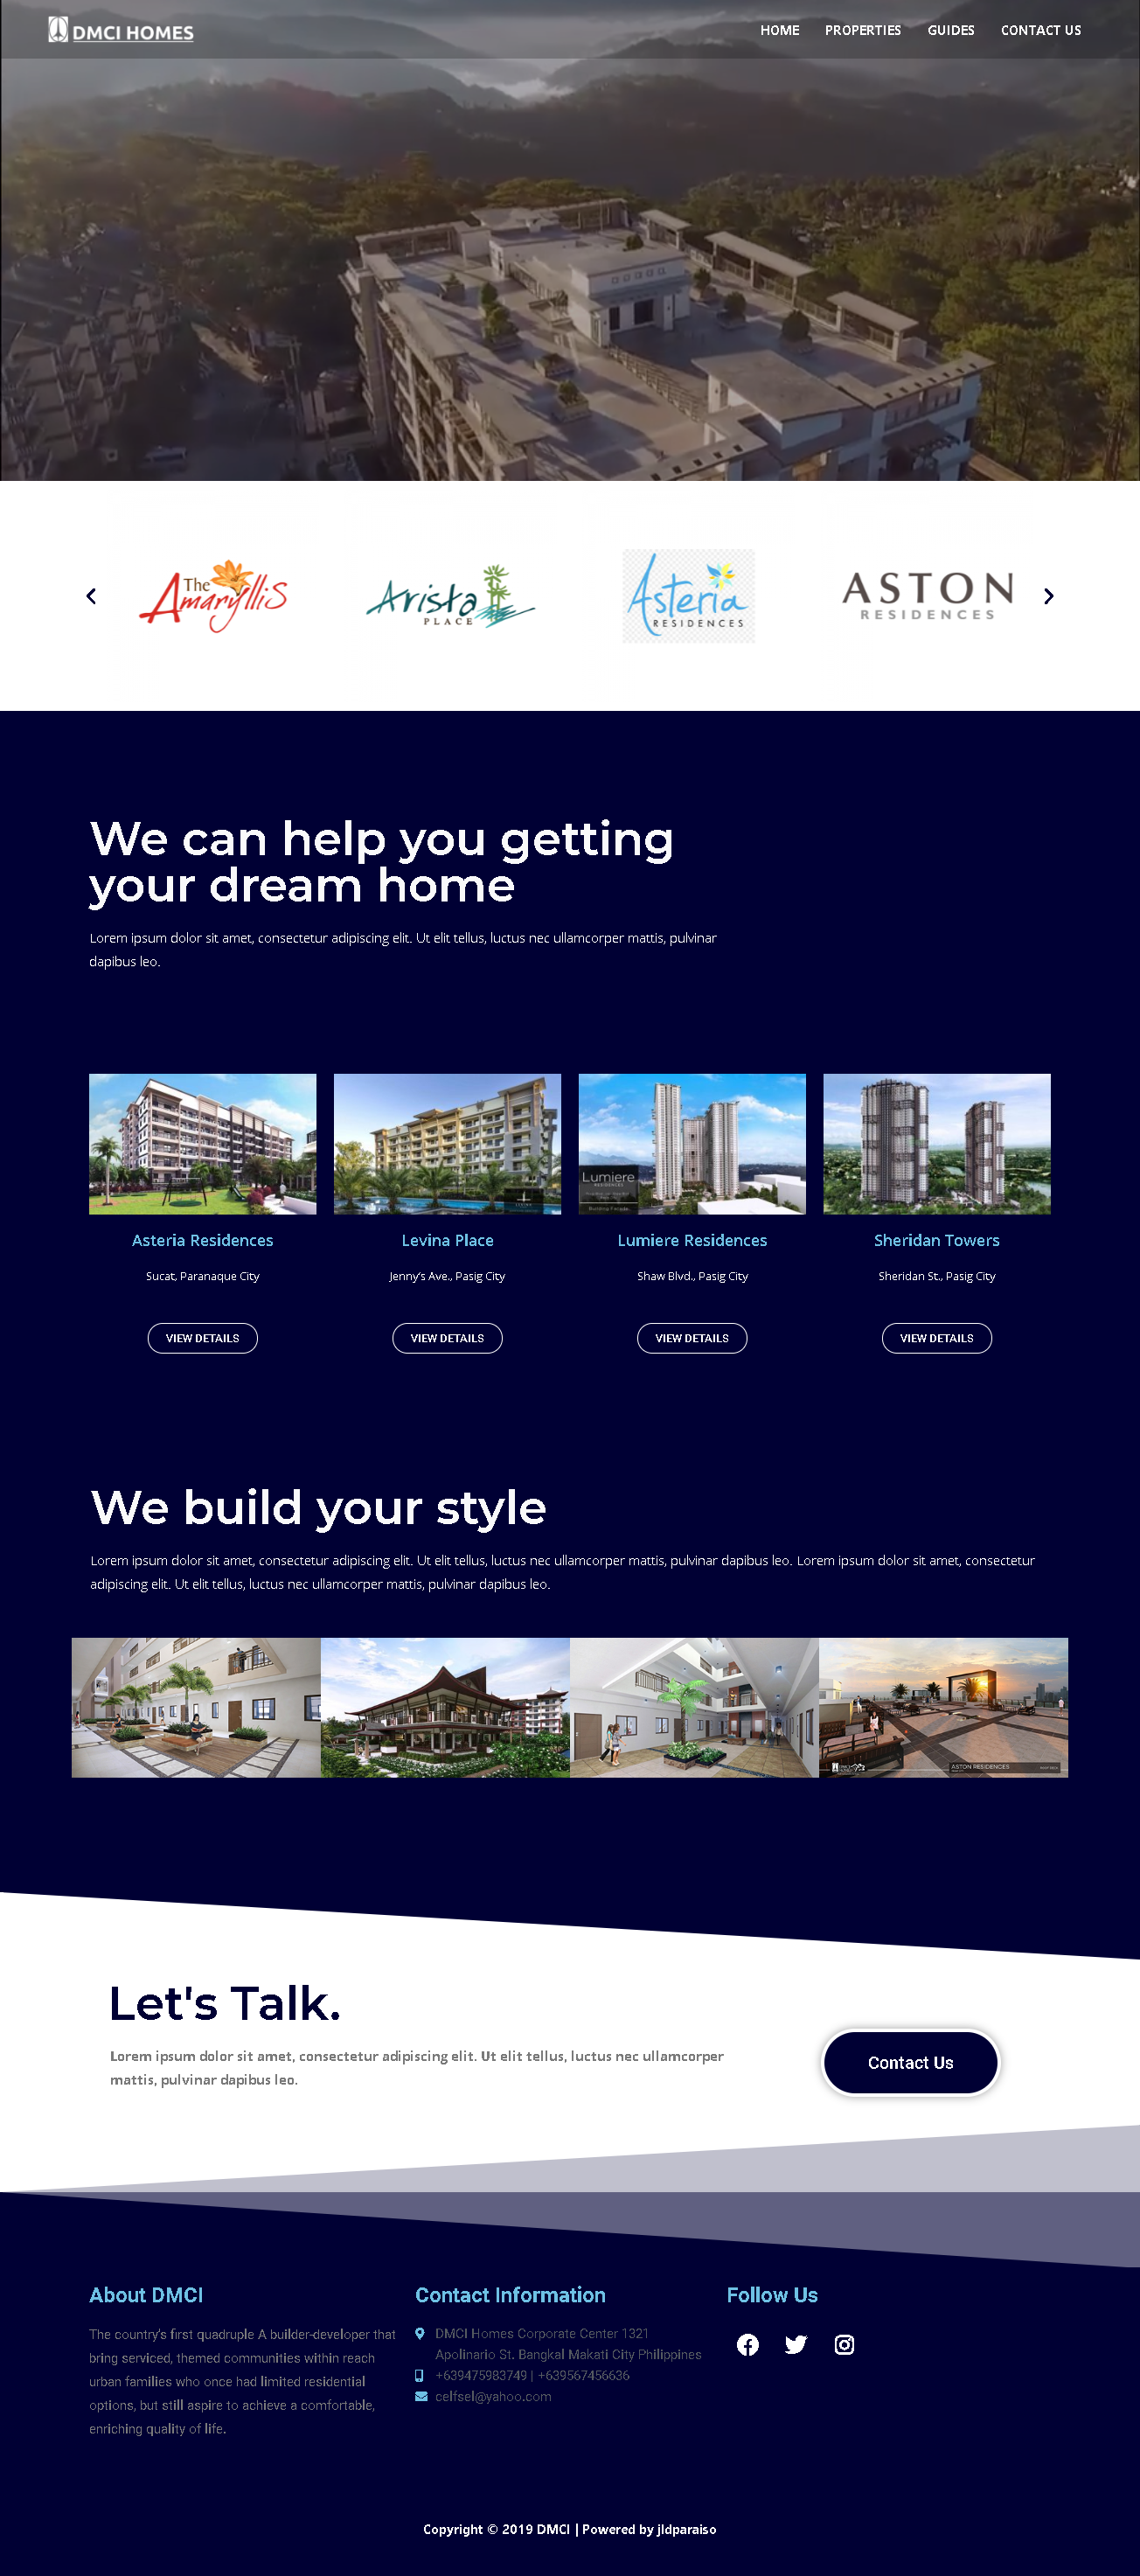 DMCI HOMES
HOME PROPERTIES GUIDES CONTACT US
The Amaryllis
Arista PLACE
Asteria RESIDENCES
ASTON RESIDENCES
We can help you getting
your dream home
Lorem ipsum dolor sit amet, consectetur adipiscing elit. Ut elit tellus, luctus nec ullamcorper mattis, pulvinar
dapibus leo.
Lumiere
RESIDENCES
Building Facade
Asteria Residences
Sucat, Paranaque City
VIEW DETAILS
Levina Place
Jenny's Ave., Pasig City
VIEW DETAILS
Lumiere Residences
Shaw Blvd., Pasig City
VIEW DETAILS
Sheridan Towers
Sheridan St., Pasig City
VIEW DETAILS
We build your style
Lorem ipsum dolor sit amet, consectetur adipiscing elit. Ut elit tellus, luctus nec ullamcorper mattis, pulvinar dapibus leo. Lorem ipsum dolor sit amet, consectetur
adipiscing elit. Ut elit tellus, luctus nec ullamcorper mattis, pulvinar dapibus leo.
ASTON RESIDENCES
Let's Talk.
Lorem ipsum dolor sit amet, consectetur adipiscing elit. Ut elit tellus, luctus nec ullamcorper
mattis, pulvinar dapibus leo.
Contact Us
About DMCI
The country's first quadruple A builder-developer that
bring serviced, themed communities within reach
urban families who once had limited residential
options, but still aspire to achieve a comfortable,
enriching quality of life.
Contact Information
DMCI Homes Corporate Center 1321
Apolinario St. Bangkal Makati City Philippines
+639475983749 | +639567456636
celfsel@yahoo.com
Follow Us
Copyright © 2019 DMCI | Powered by jldparaiso